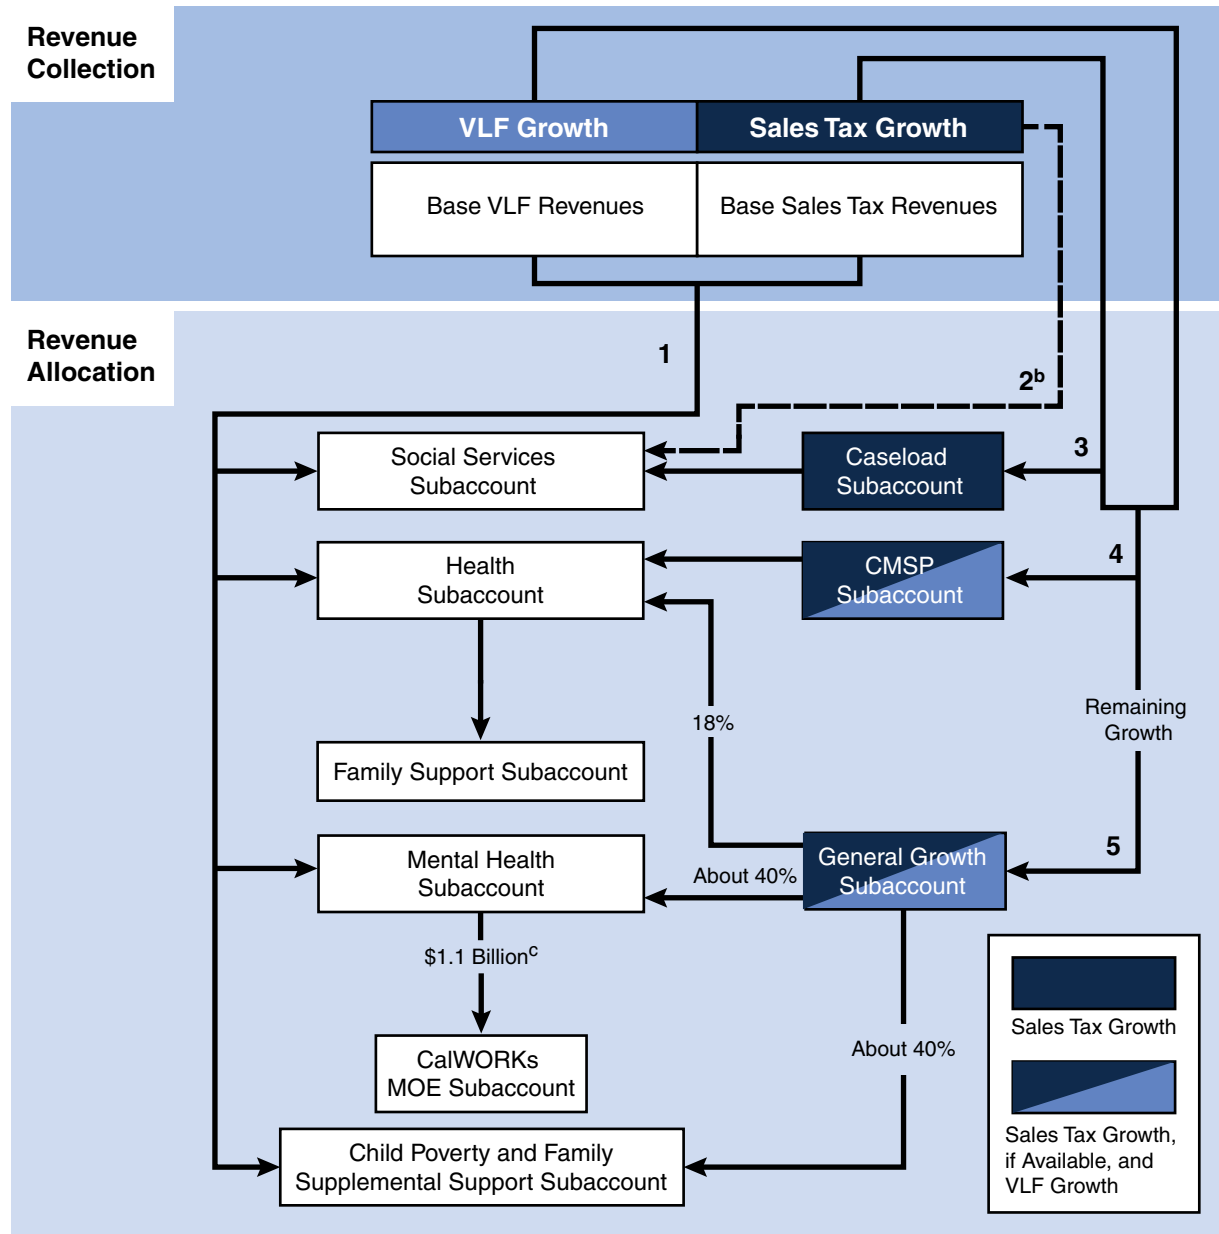 Revenue
Collection
VLF Growth
Sales Tax Growth
Base VLF Revenues
Base Sales Tax Revenues
Revenue
Allocation
1
2b
Social Services
Subaccount
Caseload
Subaccount
3
Health
Subaccount
CMSP
Subaccount
4
18%
Remaining
Growth
Family Support Subaccount
Mental Health
Subaccount
About 40%
General Growth
Subaccount
5
$1.1 Billionc
About 40%
CalWORKs
MOE Subaccount
Child Poverty and Family
Supplemental Support Subaccount
Sales Tax Growth
Sales Tax Growth,
if Available, and
VLF Growth